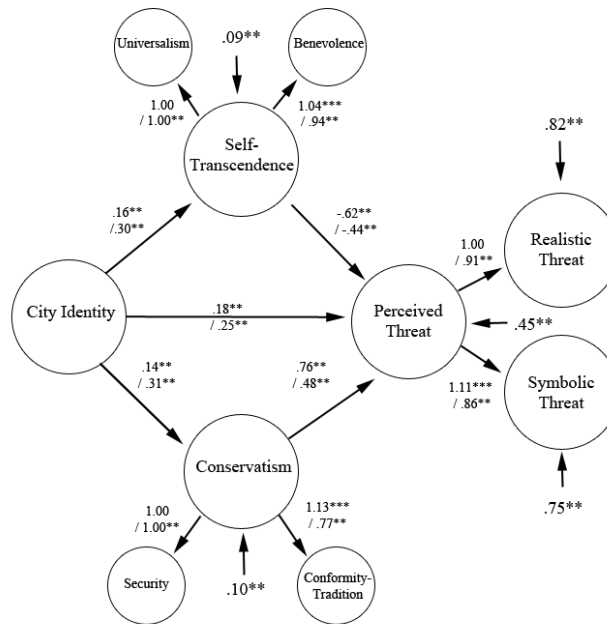 Universalism
.09**
Benevolence
1.00
/ 1.00**
1.04***
/ .94**
Self-
Transcendence
.82**
.16**
/.30**
-.62**
/ -.44**
1.00
/ .91**
Realistic
Threat
City Identity
.18**
/ .25**
Perceived
Threat
.45**
.14**
/.31**
.76**
/ .48**
1.11***
/ .86**
Symbolic
Threat
Conservatism
1.00
/ 1.00**
1.13***
/ .77**
.75**
Security
.10**
Conformity-
Tradition